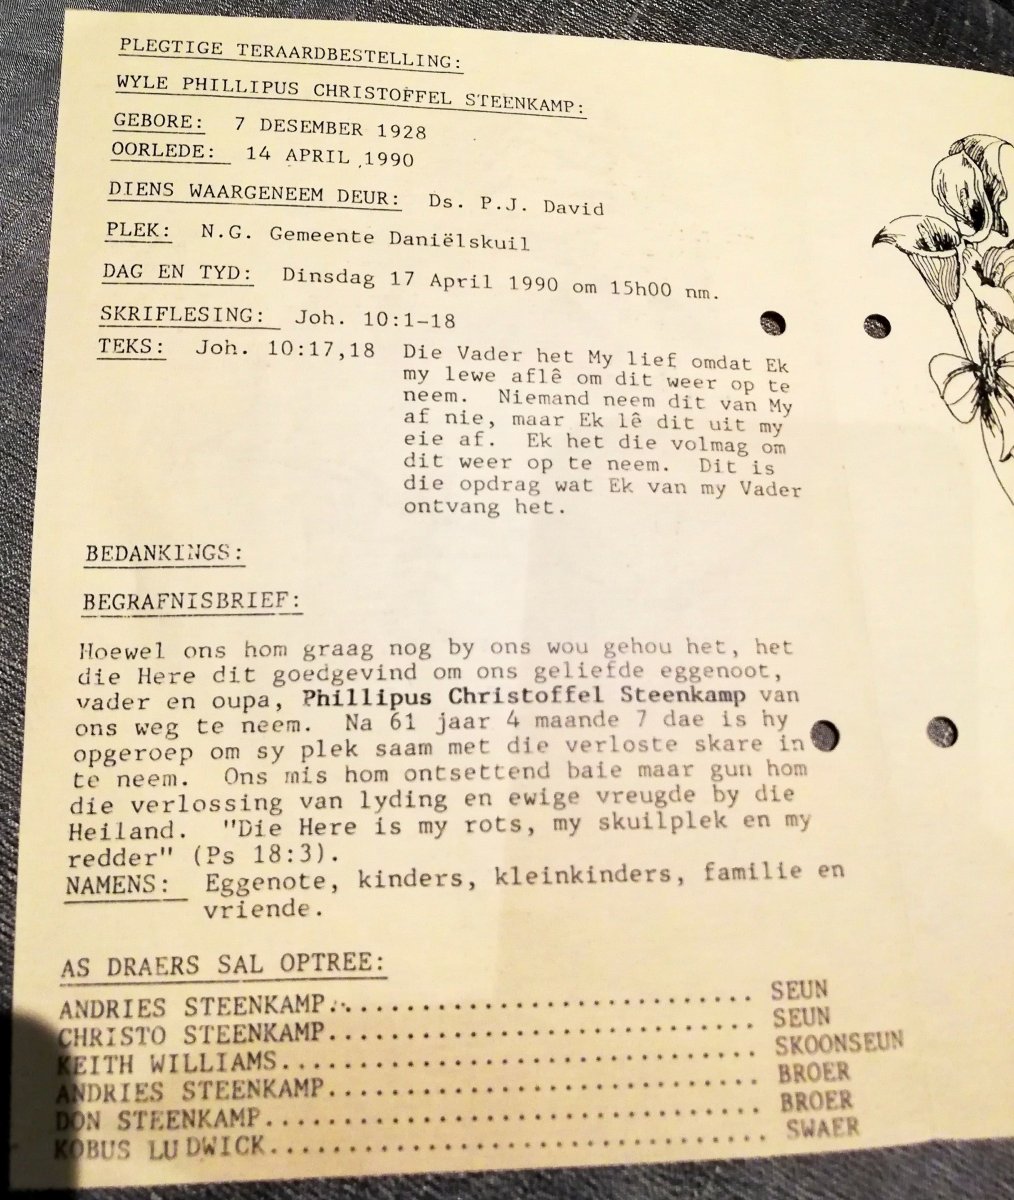 PLEGTIGE TERAARDBESTELLING:
WYLE PHILLIPUS CHRISTOFFEL STEENKAMP:
GEBORE: 7 DESEMBER 1928
OORLEDE: 14 APRIL 1990
DIENS WAARGENEEM DEUR: Ds. P.J. David
PLEK: N.G. Gemeente Daniëlskuil
DAG EN TYD: Dinsdag 17 April 1990 om 15h00 nm.
SKRIFLESING: Joh. 10:1-18
TEKS: Joh. 10:17,18 Die Vader het My lief omdat Ek
my lewe aflê om dit weer op te
neem. Niemand neem dit van My
af nie, maar Ek lê dit uit my
eie af. Ek het die volmag om
dit weer op te neem. Dit is
die opdrag wat Ek van my Vader
ontvang het.
BEDANKINGS:
BEGRAFNISBRIEF:
Hoewel ons hom graag nog by ons wou gehou het, het
die Here dit goedgevind om ons geliefde eggenoot,
vader en oupa, Phillipus Christoffel Steenkamp van
ons weg te neem. Na 61 jaar 4 maande 7 dae is hy
opgeroep om sy plek saam met die verloste skare in
te neem. Ons mis hom ontsettend baie maar gun hom
die verlossing van lyding en ewige vreugde by die
Heiland. "Die Here is my rots, my skuilplek en my
redder" (Ps 18:3).
NAMENS: Eggenote, kinders, kleinkinders, familie en
vriende.
AS DRAERS SAL OPTREE:
ANDRIES STEENKAMP............................ SEUN
CHRISTO STEENKAMP............................ SEUN
KEITH WILLIAMS............................... SKOONSEUN
ANDRIES STEENKAMP............................ BROER
DON STEENKAMP................................ BROER
KOBUS LUDWICK................................ SWAER